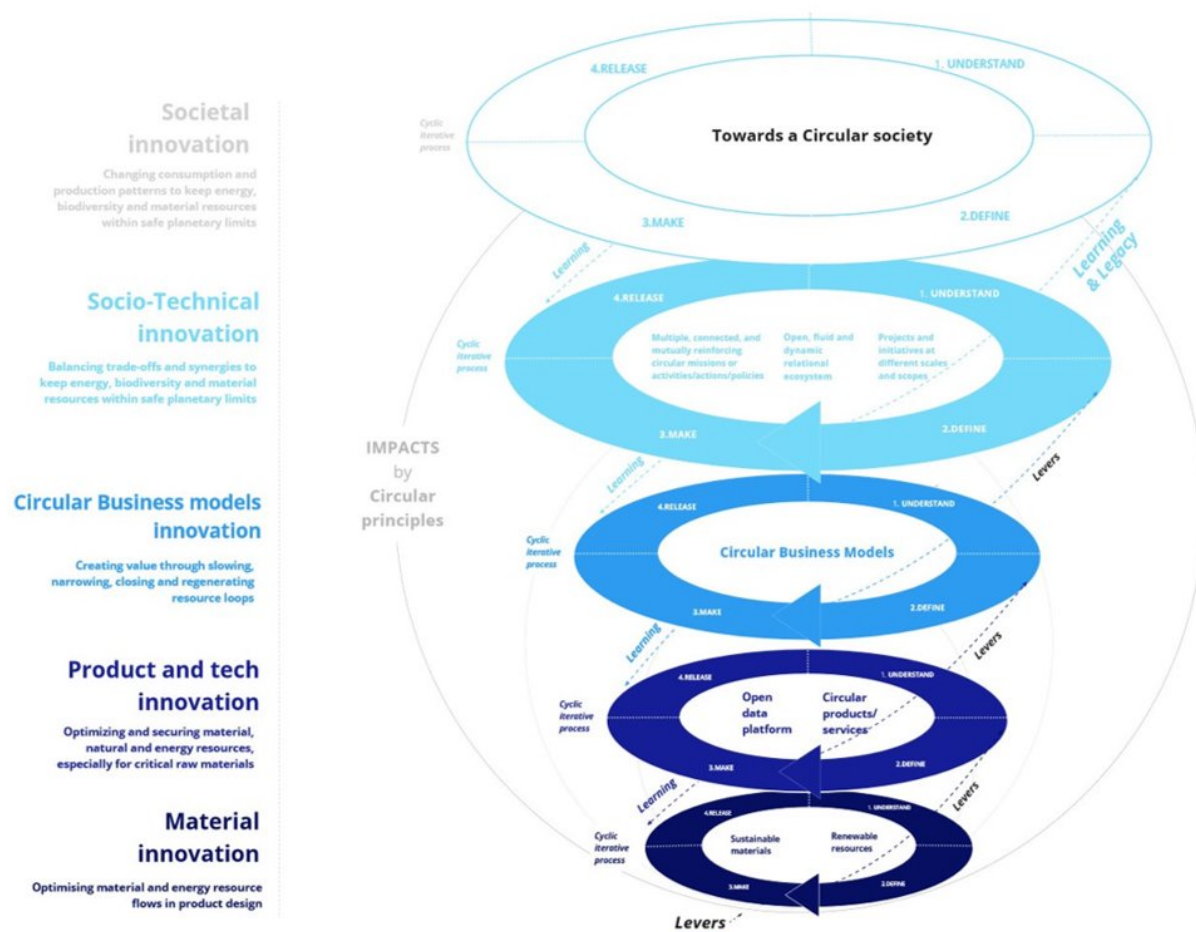 Societal
innovation
Changing consumption and
production patterns to keep energy,
biodiversity and material resources
within safe planetary limits
Cyclic
iterative
process
4.RELEASE
1. UNDERSTAND
Towards a Circular society
3.MAKE
2.DEFINE
Learning
Learning
& Legacy
Socio-Technical
innovation
Balancing trade-offs and synergies to
keep energy, biodiversity and material
resources within safe planetary limits
Cyclic
iterative
process
4.RELEASE
1. UNDERSTAND
Multiple, connected, and
mutually reinforcing
circular missions or
activities/actions/policies
Open, fluid and
dynamic
relational
ecosystem
Projects and
initiatives at
different scales
and scopes
3.MAKE
2.DEFINE
Learning
Levers
IMPACTS
by
Circular
principles
Circular Business models
innovation
Creating value through slowing,
narrowing, closing and regenerating
resource loops
Cyclic
iterative
process
4.RELEASE
1. UNDERSTAND
Circular Business Models
3.MAKE
2.DEFINE
Learning
Levers
Product and tech
innovation
Optimizing and securing material,
natural and energy resources,
especially for critical raw materials
Cyclic
iterative
process
4.RELEASE
1. UNDERSTAND
Open
data
platform
Circular
products/
services
3.MAKE
2.DEFINE
Learning
Levers
Material
innovation
Optimising material and energy resource
flows in product design
Cyclic
iterative
process
4.RELEASE
1. UNDERSTAND
Sustainable
materials
Renewable
resources
3.MAKE
2.DEFINE
Levers